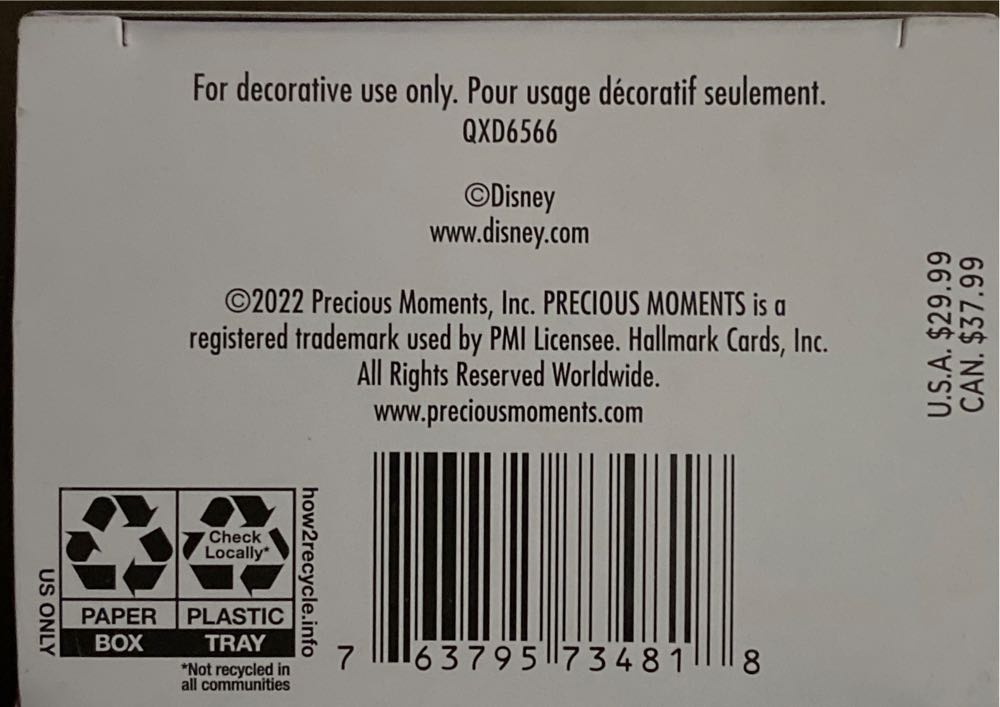 For decorative use only. Pour usage décoratif seulement.
QXD6566
©Disney
www.disney.com
©2022 Precious Moments, Inc. PRECIOUS MOMENTS is a
registered trademark used by PMI Licensee. Hallmark Cards, Inc.
All Rights Reserved Worldwide.
www.preciousmoments.com
U.S.A. $29.99
CAN. $37.99
US ONLY
Check
Locally*
PAPER
PLASTIC
BOX
TRAY
how2recycle.info
*Not recycled in
all communities
7 63795 73481 8